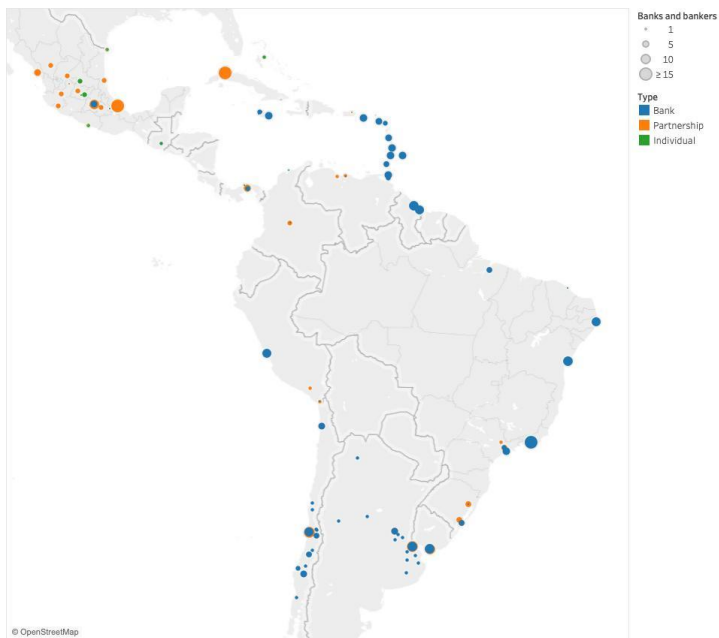 Banks and bankers
1
5
10
≥ 15
Type
Bank
Partnership
Individual
© OpenStreetMap